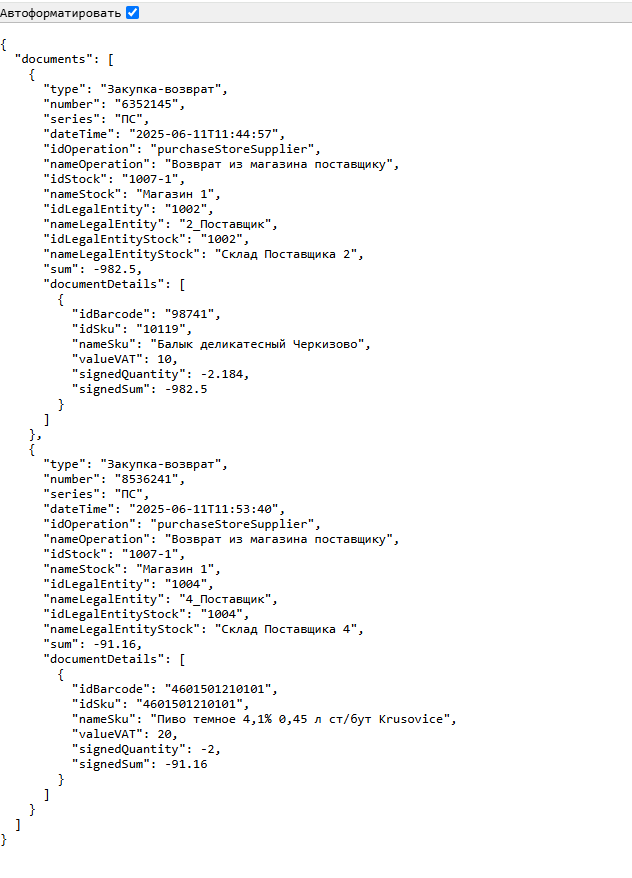 Автоформатировать
{
  "documents": [
    {
      "type": "Закупка-возврат",
      "number": "6352145",
      "series": "ПС",
      "dateTime": "2025-06-11T11:44:57",
      "idOperation": "purchaseStoreSupplier",
      "nameOperation": "Возврат из магазина поставщику",
      "idStock": "1007-1",
      "nameStock": "Магазин 1",
      "idLegalEntity": "1002",
      "nameLegalEntity": "2_Поставщик",
      "idLegalEntityStock": "1002",
      "nameLegalEntityStock": "Склад Поставщика 2",
      "sum": -982.5,
      "documentDetails": [
        {
          "idBarcode": "98741",
          "idSku": "10119",
          "nameSku": "Балык деликатесный Черкизово",
          "valueVAT": 10,
          "signedQuantity": -2.184,
          "signedSum": -982.5
        }
      ]
    },
    {
      "type": "Закупка-возврат",
      "number": "8536241",
      "series": "ПС",
      "dateTime": "2025-06-11T11:53:40",
      "idOperation": "purchaseStoreSupplier",
      "nameOperation": "Возврат из магазина поставщику",
      "idStock": "1007-1",
      "nameStock": "Магазин 1",
      "idLegalEntity": "1004",
      "nameLegalEntity": "4_Поставщик",
      "idLegalEntityStock": "1004",
      "nameLegalEntityStock": "Склад Поставщика 4",
      "sum": -91.16,
      "documentDetails": [
        {
          "idBarcode": "4601501210101",
          "idSku": "4601501210101",
          "nameSku": "Пиво темное 4,1% 0,45 л ст/бут Krusovice",
          "valueVAT": 20,
          "signedQuantity": -2,
          "signedSum": -91.16
        }
      ]
    }
  ]
}